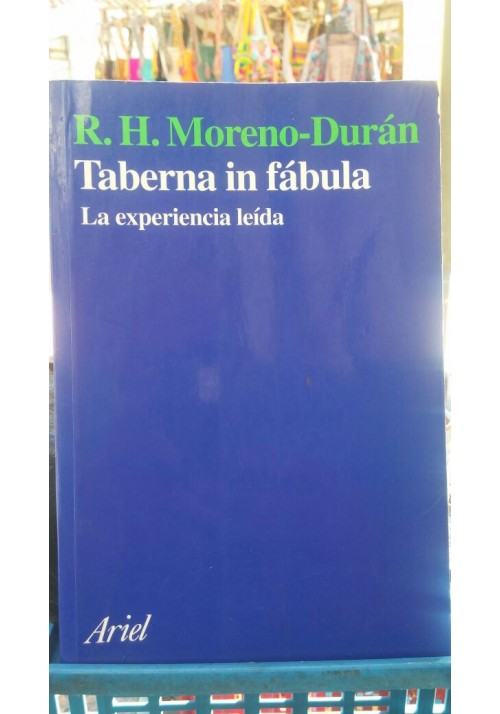 R. H. Moreno-Durán
Taberna in fábula
La experiencia leída
Ariel